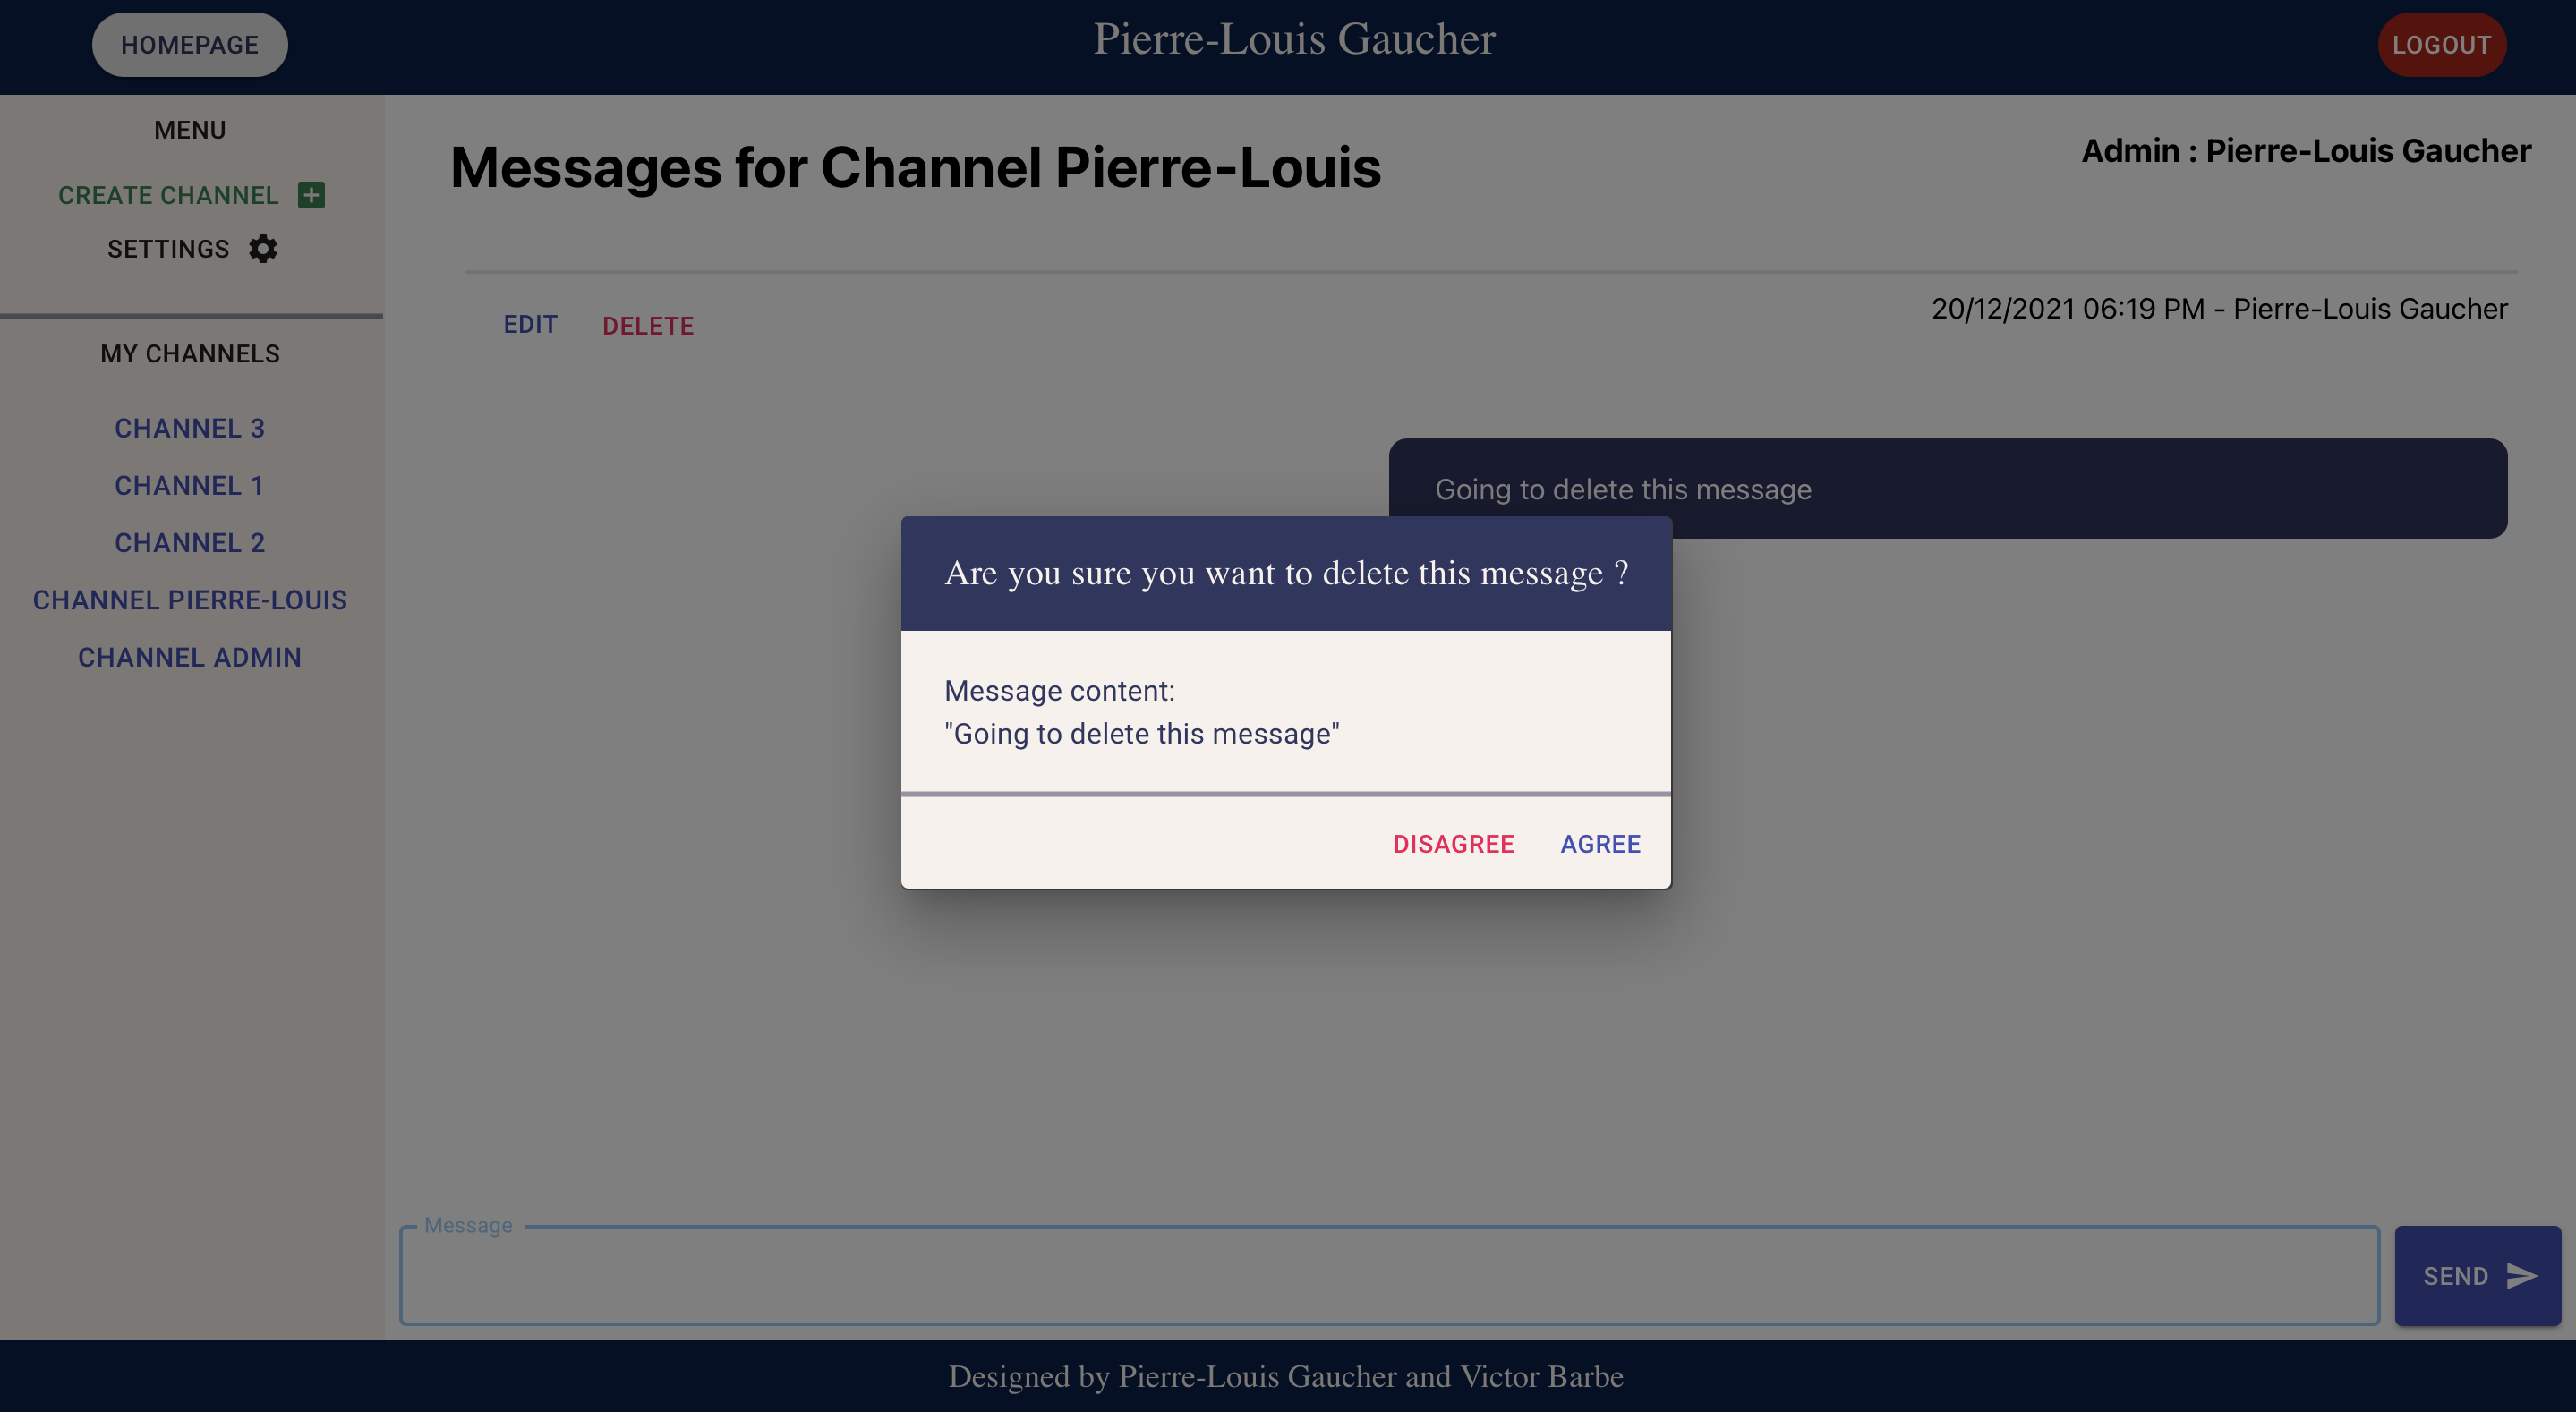 HOMEPAGE
Pierre-Louis Gaucher
LOGOUT
MENU
CREATE CHANNEL
SETTINGS
MY CHANNELS
CHANNEL 3
CHANNEL 1
CHANNEL 2
CHANNEL PIERRE-LOUIS
CHANNEL ADMIN
Messages for Channel Pierre-Louis
Admin : Pierre-Louis Gaucher
EDIT DELETE
20/12/2021 06:19 PM - Pierre-Louis Gaucher
Going to delete this message
Are you sure you want to delete this message ?
Message content:
"Going to delete this message"
DISAGREE AGREE
Message
SEND
Designed by Pierre-Louis Gaucher and Victor Barbe